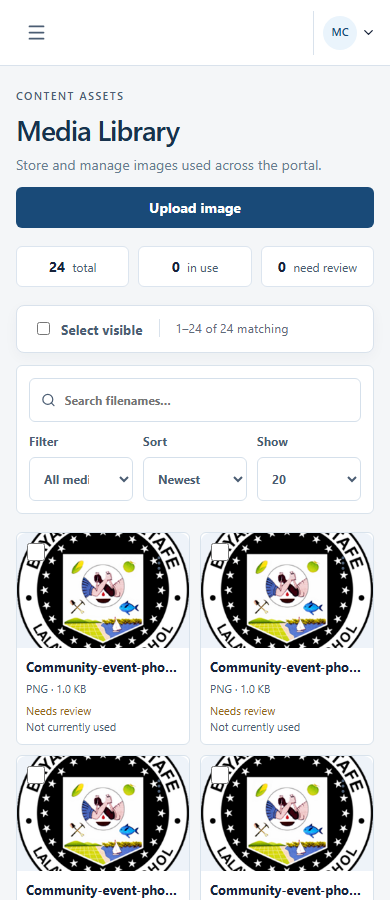 MC
CONTENT ASSETS
Media Library
Store and manage images used across the portal.
Upload image
24 total
0 in use
0 need review
Select visible
1–24 of 24 matching
Search filenames...
Filter
Sort
Show
All medi
Newest
20
Community-event-pho...
PNG · 1.0 KB
Needs review
Not currently used
Community-event-pho...
PNG · 1.0 KB
Needs review
Not currently used
Community-event-pho...
Community-event-pho...